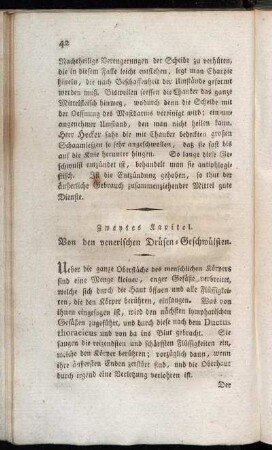 42
Nachtheilige Verengerungen der Scheide zu verhüten,
die in diesem Falle leicht entstehen, legt man Charpie
hinein, die nach Beschaffenheit der Umstände geformt
werden muß. Bisweilen fressen die Chanker das ganze
Mittelfleisch hinweg, wodurch denn die Scheide mit
der Oeffnung des Mastdarms vereinigt wird; ein un-
angenehmer Umstand, den man nicht heilen kann.
Herr Hecker sahe die mit Chanker bedekten großen
Schaamlefzen so sehr angeschwollen, daß sie fast bis
auf die Knie herunter hingen. So lange diese Ge-
schwulst entzündet ist, behandelt man sie antiphlogi-
stisch. Ist die Entzündung gehoben, so thut der
äußerliche Gebrauch zusammenziehender Mittel gute
Dienste.
Zweytes Kapitel.
Von den venerischen Drüsen-Geschwülsten.
Ueber die ganze Oberfläche des menschlichen Körpers
sind eine Menge kleiner, enger Gefäße verbreitet,
welche sich durch die Haut öffnen und alle Flüssigkei-
ten, die den Körper berühren, einsaugen. Was von
ihnen eingesogen ist, wird den nächsten lymphatischen
Gefäßen zugeführt, und durch diese nach dem Ductus
thoracicus und von da ins Blut gebracht. Sie
saugen die reizendsten und schärfsten Flüssigkeiten ein,
welche den Körper berühren; vorzüglich dann, wenn
ihre äußersten Enden zerstört sind, und die Oberhaut
durch irgend eine Verletzung verlohren ist.
Der